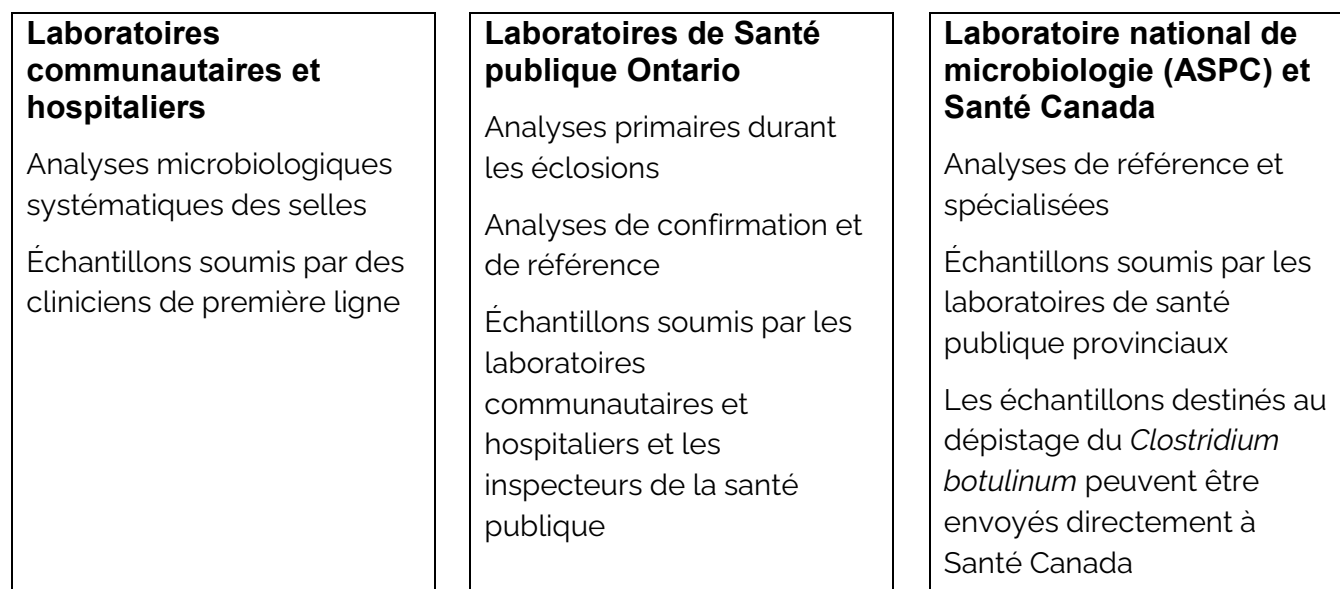 Laboratoires
communautaires et
hospitaliers
Analyses microbiologiques
systématiques des selles
Échantillons soumis par des
cliniciens de première ligne
Laboratoires de Santé
publique Ontario
Analyses primaires durant
les éclosions
Analyses de confirmation et
de référence
Échantillons soumis par les
laboratoires
communautaires et
hospitaliers et les
inspecteurs de la santé
publique
Laboratoire national de
microbiologie (ASPC) et
Santé Canada
Analyses de référence et
spécialisées
Échantillons soumis par les
laboratoires de santé
publique provinciaux
Les échantillons destinés au
dépistage du Clostridium
botulinum peuvent être
envoyés directement à
Santé Canada